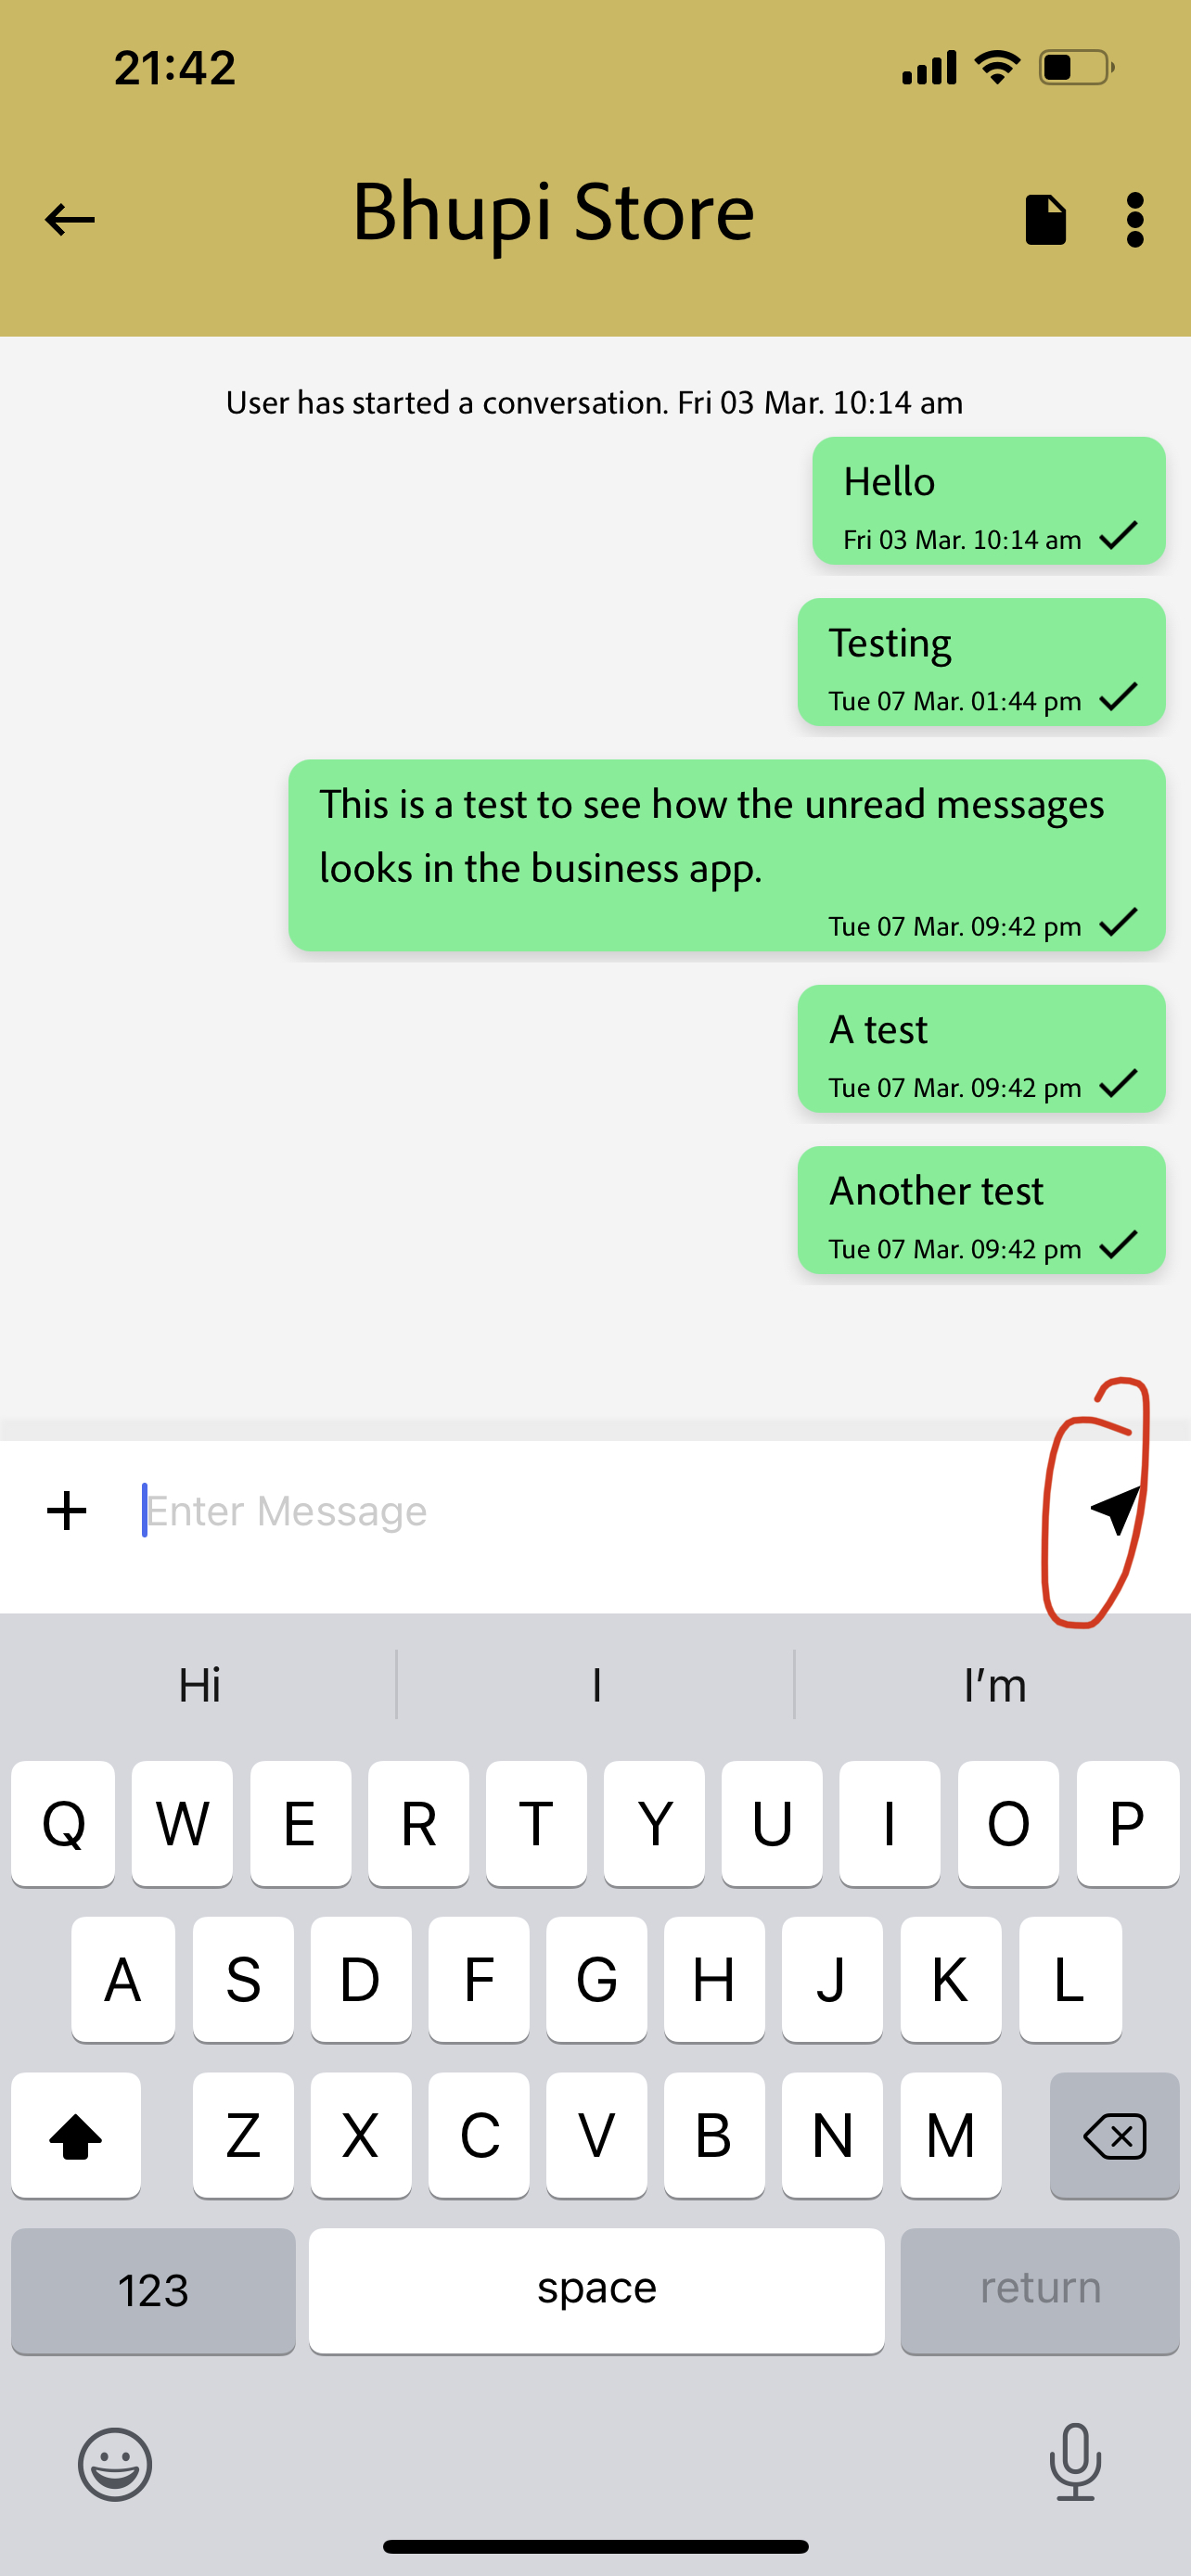 21:42
Bhupi Store
User has started a conversation. Fri 03 Mar. 10:14 am
Hello
Fri 03 Mar. 10:14 am
Testing
Tue 07 Mar. 01:44 pm
This is a test to see how the unread messages
looks in the business app.
Tue 07 Mar. 09:42 pm
A test
Tue 07 Mar. 09:42 pm
Another test
Tue 07 Mar. 09:42 pm
Enter Message
Hi I I’m
Q W E R T Y U I O P
A S D F G H J K L
Z X C V B N M
123 space return